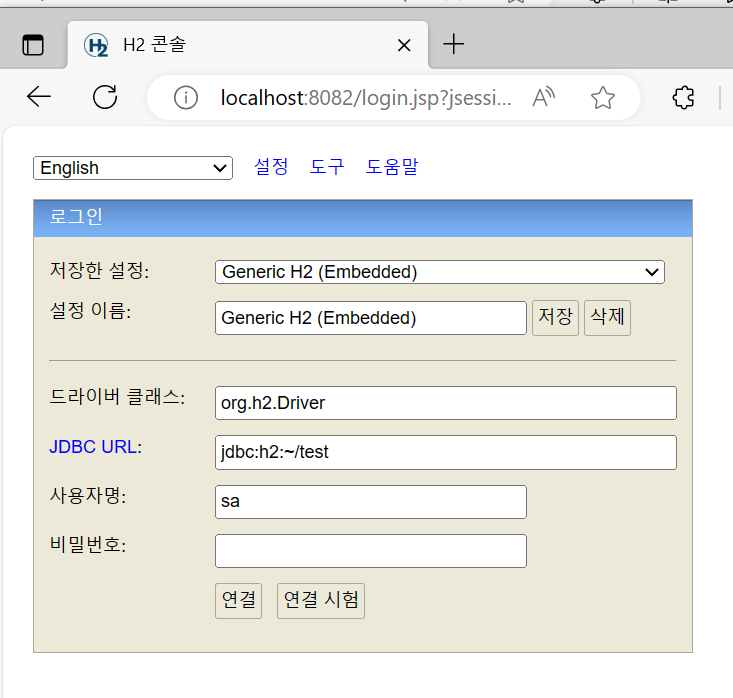 H2 콘솔
localhost:8082/login.jsp?jsessi...
English 설정 도구 도움말
로그인
저장한 설정: Generic H2 (Embedded)
설정 이름: Generic H2 (Embedded) 저장 삭제
드라이버 클래스: org.h2.Driver
JDBC URL: jdbc:h2:~/test
사용자명: sa
비밀번호:
연결 연결 시험